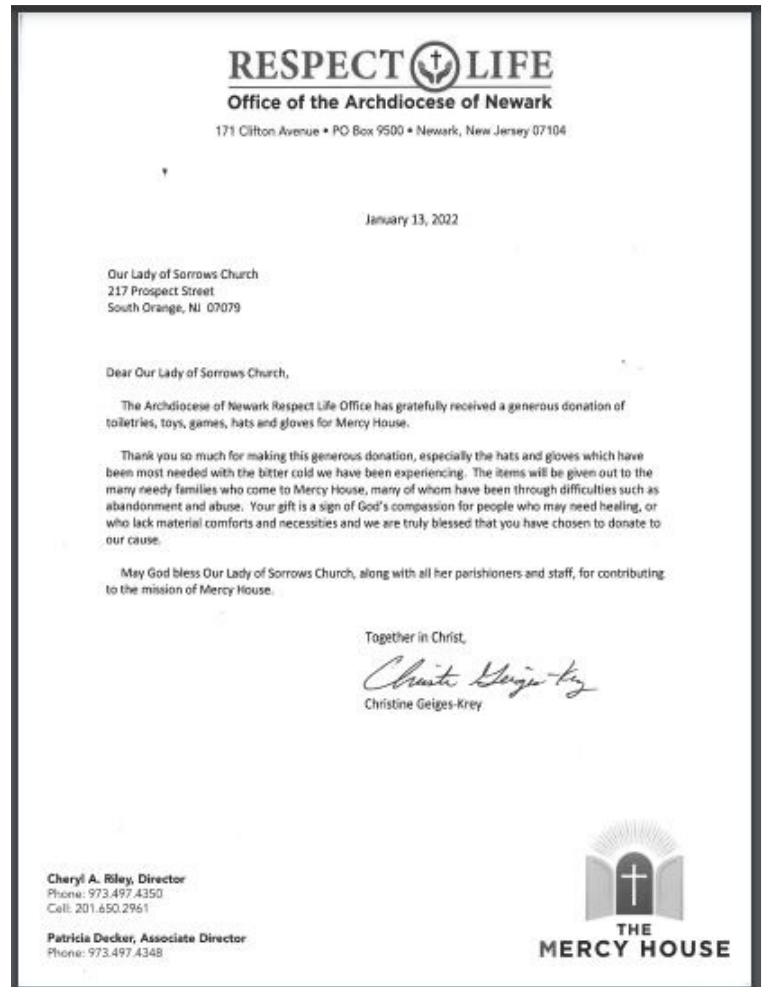 RESPECT LIFE
Office of the Archdiocese of Newark
171 Clifton Avenue • PO Box 9500 • Newark, New Jersey 07104
January 13, 2022
Our Lady of Sorrows Church
217 Prospect Street
South Orange, NJ 07079
Dear Our Lady of Sorrows Church,
The Archdiocese of Newark Respect Life Office has gratefully received a generous donation of
toiletries, toys, games, hats and gloves for Mercy House.
Thank you so much for making this generous donation, especially the hats and gloves which have
been most needed with the bitter cold we have been experiencing. The items will be given out to the
many needy families who come to Mercy House, many of whom have been through difficulties such as
abandonment and abuse. Your gift is a sign of God's compassion for people who may need healing, or
who lack material comforts and necessities and we are truly blessed that you have chosen to donate to
our cause.
May God bless Our Lady of Sorrows Church, along with all her parishioners and staff, for contributing
to the mission of Mercy House.
Together in Christ,
Christine Geiges-Krey
Christine Geiges-Krey
Cheryl A. Riley, Director
Phone: 973.497.4350
Cell: 201.650.2961
Patricia Decker, Associate Director
Phone: 973.497.4348
THE
MERCY HOUSE